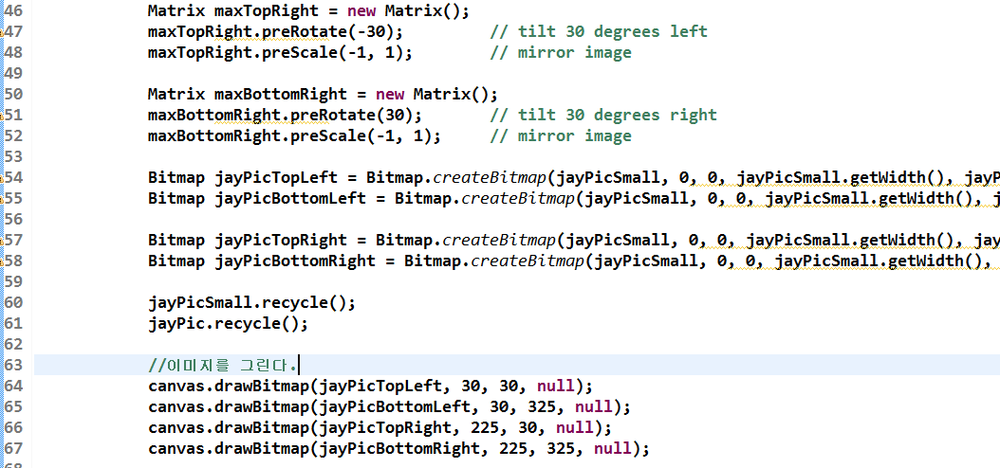 46 Matrix maxTopRight = new Matrix();
47 maxTopRight.preRotate(-30); // tilt 30 degrees left
48 maxTopRight.preScale(-1, 1); // mirror image
49
50 Matrix maxBottomRight = new Matrix();
51 maxBottomRight.preRotate(30); // tilt 30 degrees right
52 maxBottomRight.preScale(-1, 1); // mirror image
53
54 Bitmap jayPicTopLeft = Bitmap.createBitmap(jayPicSmall, 0, 0, jayPicSmall.getWidth(), jayP
55 Bitmap jayPicBottomLeft = Bitmap.createBitmap(jayPicSmall, 0, 0, jayPicSmall.getWidth(), j
56
57 Bitmap jayPicTopRight = Bitmap.createBitmap(jayPicSmall, 0, 0, jayPicSmall.getWidth(), jay
58 Bitmap jayPicBottomRight = Bitmap.createBitmap(jayPicSmall, 0, 0, jayPicSmall.getWidth(),
59
60 jayPicSmall.recycle();
61 jayPic.recycle();
62
63 //이미지를 그린다.
64 canvas.drawBitmap(jayPicTopLeft, 30, 30, null);
65 canvas.drawBitmap(jayPicBottomLeft, 30, 325, null);
66 canvas.drawBitmap(jayPicTopRight, 225, 30, null);
67 canvas.drawBitmap(jayPicBottomRight, 225, 325, null);